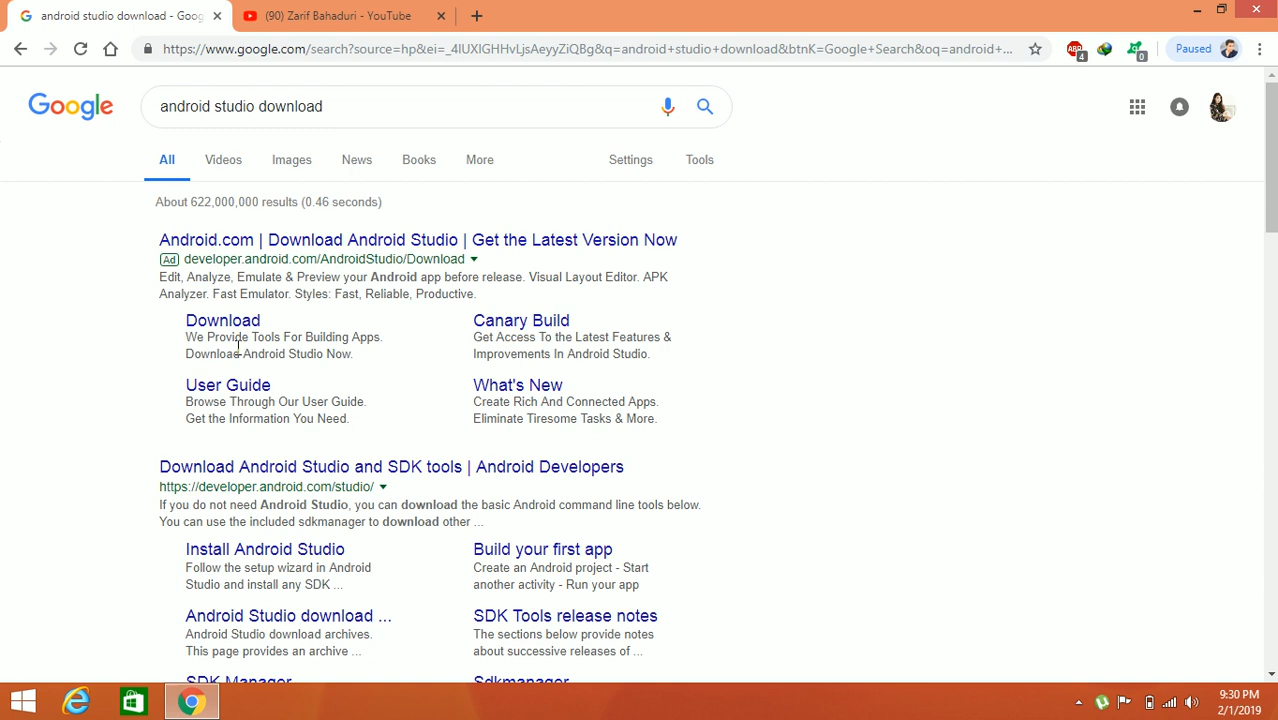 android studio download - Goog
(90) Zarif Bahaduri - YouTube
https://www.google.com/search?source=hp&ei=_4lUXIGHHvLjsAeyyZiQBg&q=android+studio+download&btnK=Google+Search&oq=android+...
ABP
4
0
Paused
Google
android studio download
All
Videos
Images
News
Books
More
Settings
Tools
About 622,000,000 results (0.46 seconds)
Android.com | Download Android Studio | Get the Latest Version Now
Ad developer.android.com/AndroidStudio/Download
Edit, Analyze, Emulate & Preview your Android app before release. Visual Layout Editor. APK
Analyzer. Fast Emulator. Styles: Fast, Reliable, Productive.
Download
We Provide Tools For Building Apps.
Download Android Studio Now.
Canary Build
Get Access To the Latest Features &
Improvements In Android Studio.
User Guide
Browse Through Our User Guide.
Get the Information You Need.
What's New
Create Rich And Connected Apps.
Eliminate Tiresome Tasks & More.
Download Android Studio and SDK tools | Android Developers
https://developer.android.com/studio/
If you do not need Android Studio, you can download the basic Android command line tools below.
You can use the included sdkmanager to download other ...
Install Android Studio
Follow the setup wizard in Android
Studio and install any SDK ...
Build your first app
Create an Android project - Start
another activity - Run your app
Android Studio download ...
Android Studio download archives.
This page provides an archive ...
SDK Tools release notes
The sections below provide notes
about successive releases of ...
SDK Manager
Sdkmanager
9:30 PM
2/1/2019